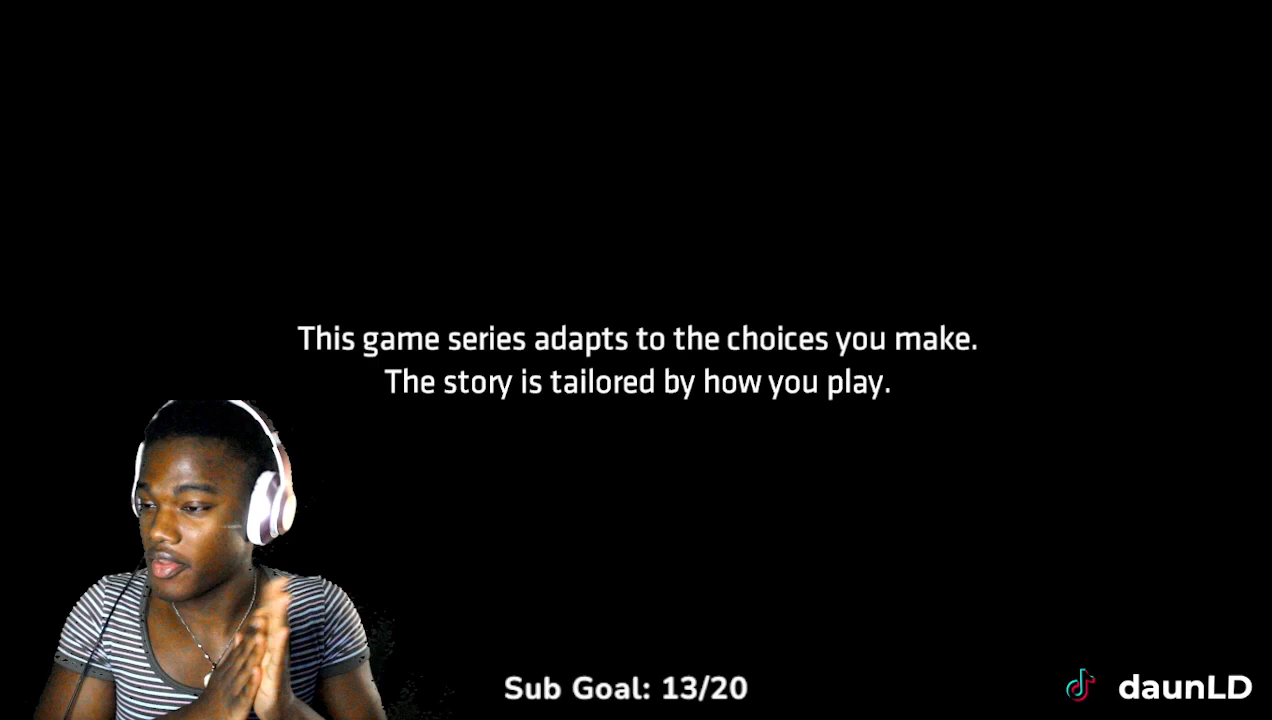 This game series adapts to the choices you make.
The story is tailored by how you play.
Sub Goal: 13/20
daunLD